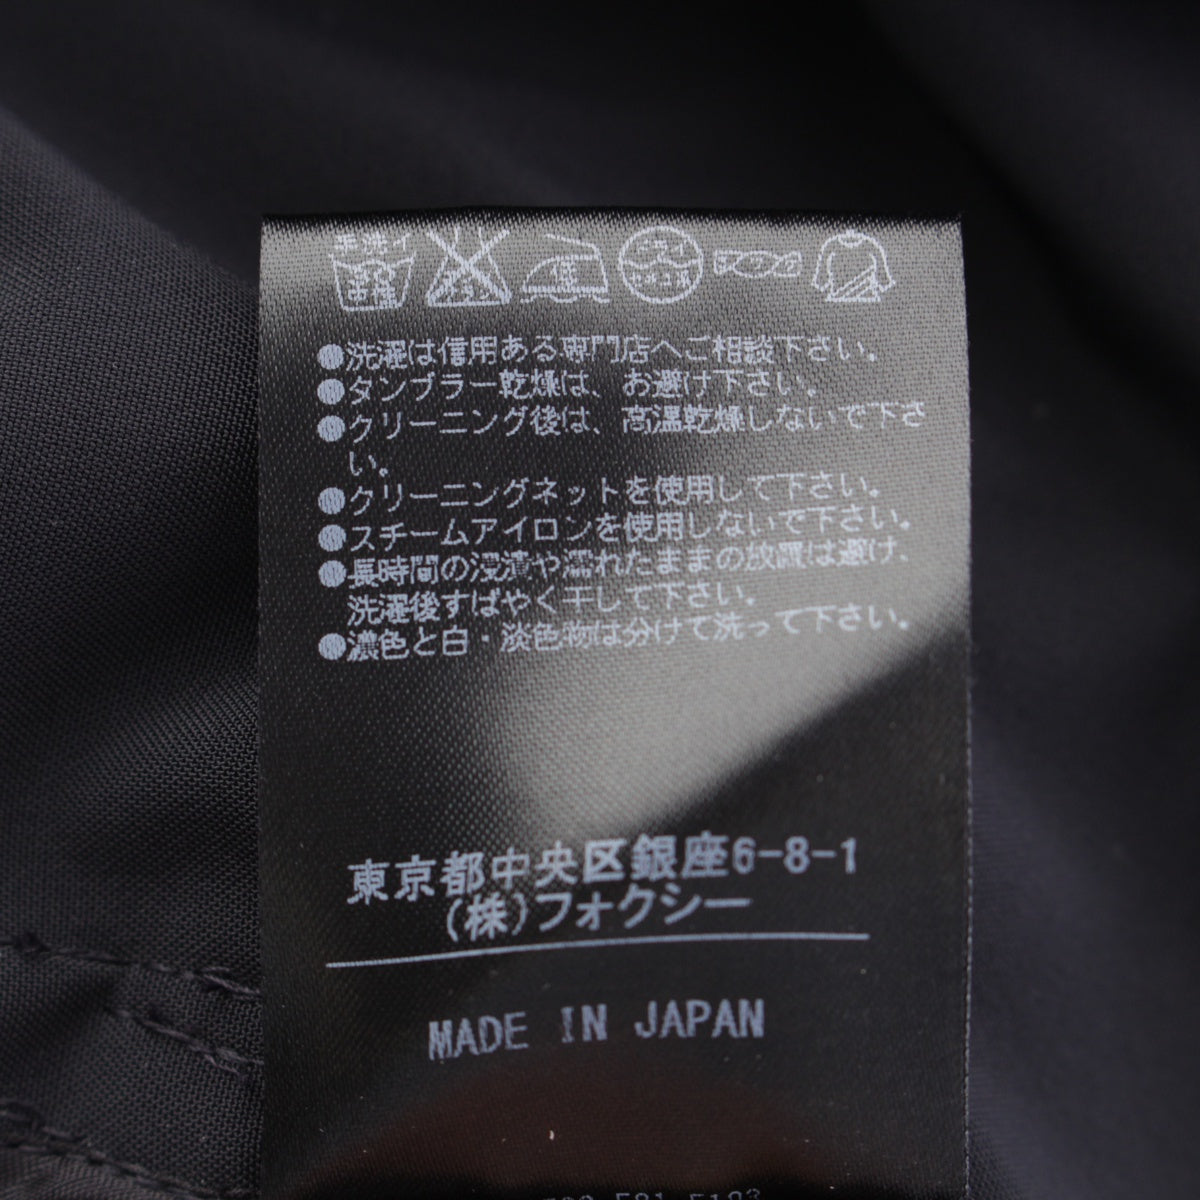 手洗イ
中性
低
ドライ
●洗濯は信用ある専門店へご相談下さい。
●タンブラー乾燥は、お避け下さい。
●クリーニング後は、高温乾燥しないで下さ
い。
●クリーニングネットを使用して下さい。
●スチームアイロンを使用しないで下さい。
●長時間の浸漬や濡れたままの放置は避け、
洗濯後すばやく干して下さい。
●濃色と白・淡色物は分けて洗って下さい。
東京都中央区銀座6-8-1
(株)フォクシー
MADE IN JAPAN